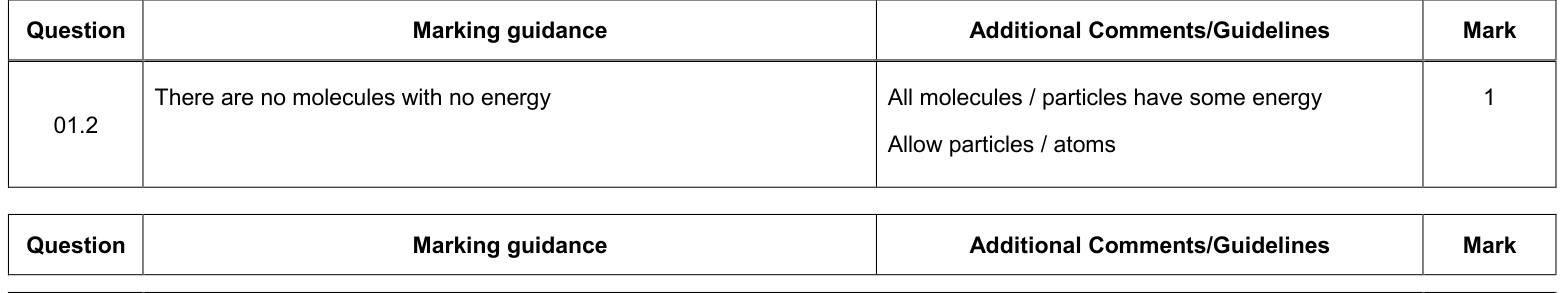 Question Marking guidance Additional Comments/Guidelines Mark
There are no molecules with no energy All molecules / particles have some energy 1
01.2
Allow particles / atoms
Question Marking guidance Additional Comments/Guidelines Mark